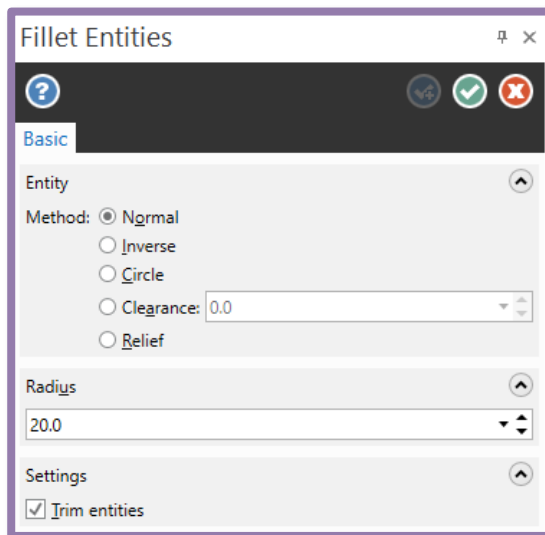 Fillet Entities
Basic
Entity
Method: Normal
Inverse
Circle
Clearance: 0.0
Relief
Radius
20.0
Settings
Trim entities